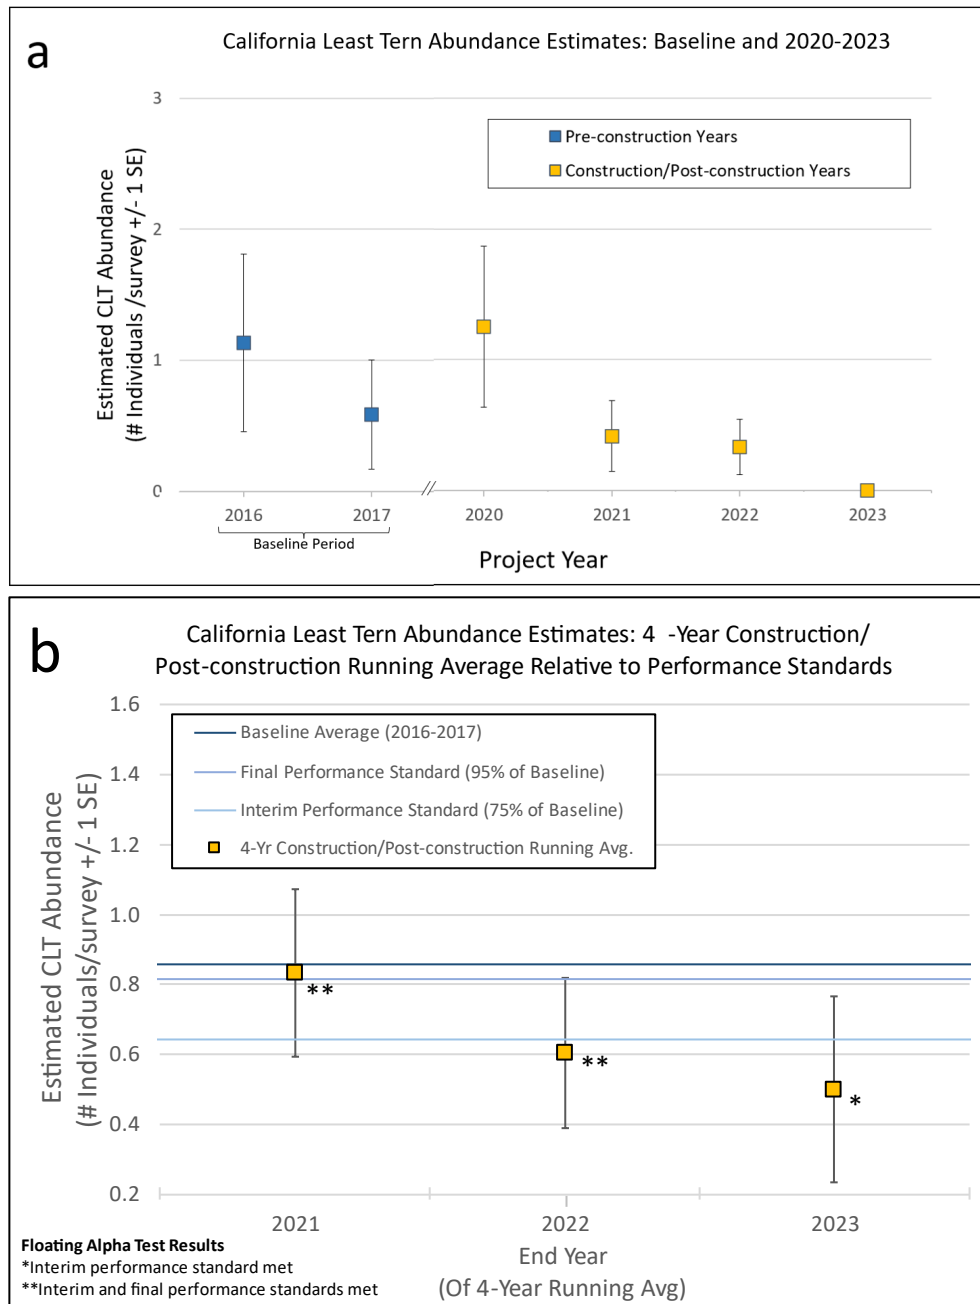 a
California Least Tern Abundance Estimates: Baseline and 2020-2023
3
2
1
0
Pre-construction Years
Construction/Post-construction Years
Estimated CLT Abundance
(# Individuals /survey +/- 1 SE)
2016
2017
//
2020
2021
2022
2023
Baseline Period
Project Year
b
California Least Tern Abundance Estimates: 4 -Year Construction/
Post-construction Running Average Relative to Performance Standards
1.6
1.4
1.2
1.0
0.8
0.6
0.4
0.2
Baseline Average (2016-2017)
Final Performance Standard (95% of Baseline)
Interim Performance Standard (75% of Baseline)
4-Yr Construction/Post-construction Running Avg.
Estimated CLT Abundance
(# Individuals/survey +/- 1 SE)
**
**
*
2021
2022
2023
End Year
(Of 4-Year Running Avg)
Floating Alpha Test Results
*Interim performance standard met
**Interim and final performance standards met